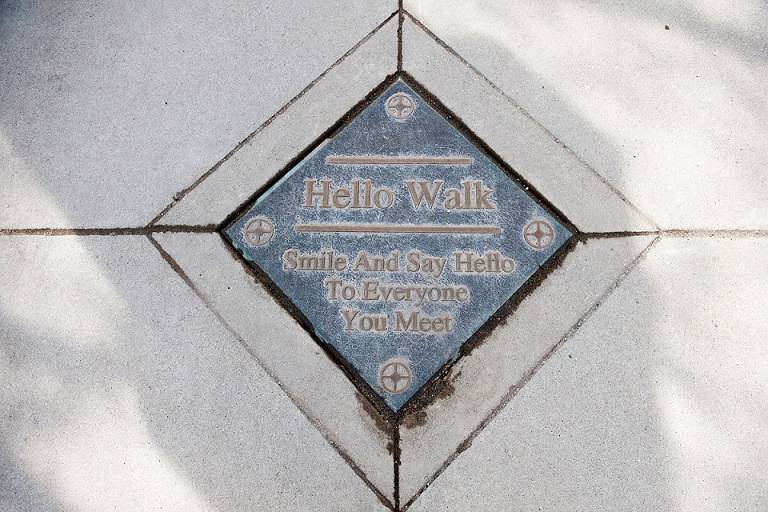 Hello Walk
Smile And Say Hello
To Everyone
You Meet